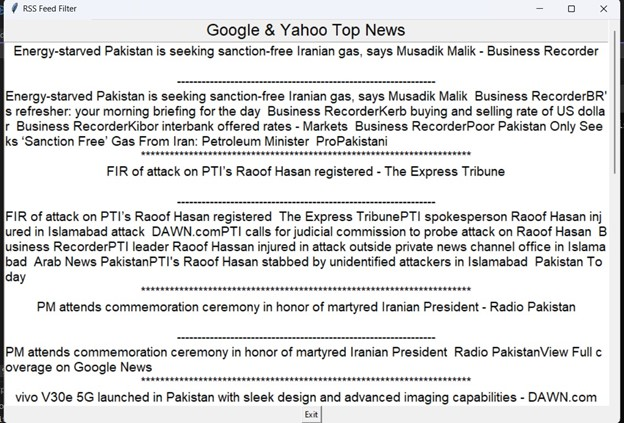 RSS Feed Filter
Google & Yahoo Top News
Energy-starved Pakistan is seeking sanction-free Iranian gas, says Musadik Malik - Business Recorder
---------------------------------------------------------------
Energy-starved Pakistan is seeking sanction-free Iranian gas, says Musadik Malik  Business RecorderBR'
s refresher: your morning briefing for the day  Business RecorderKerb buying and selling rate of US dolla
r  Business RecorderKibor interbank offered rates - Markets  Business RecorderPoor Pakistan Only See
ks ‘Sanction Free’ Gas From Iran: Petroleum Minister  ProPakistani
******************************************************************
FIR of attack on PTI’s Raoof Hasan registered - The Express Tribune
---------------------------------------------------------------
FIR of attack on PTI’s Raoof Hasan registered  The Express TribunePTI spokesperson Raoof Hasan inj
ured in Islamabad attack  DAWN.comPTI calls for judicial commission to probe attack on Raoof Hasan  B
usiness RecorderPTI leader Raoof Hassan injured in attack outside private news channel office in Islama
bad  Arab News PakistanPTI's Raoof Hasan stabbed by unidentified attackers in Islamabad  Pakistan To
day
******************************************************************
PM attends commemoration ceremony in honor of martyred Iranian President - Radio Pakistan
---------------------------------------------------------------
PM attends commemoration ceremony in honor of martyred Iranian President  Radio PakistanView Full c
overage on Google News
******************************************************************
vivo V30e 5G launched in Pakistan with sleek design and advanced imaging capabilities - DAWN.com
Exit